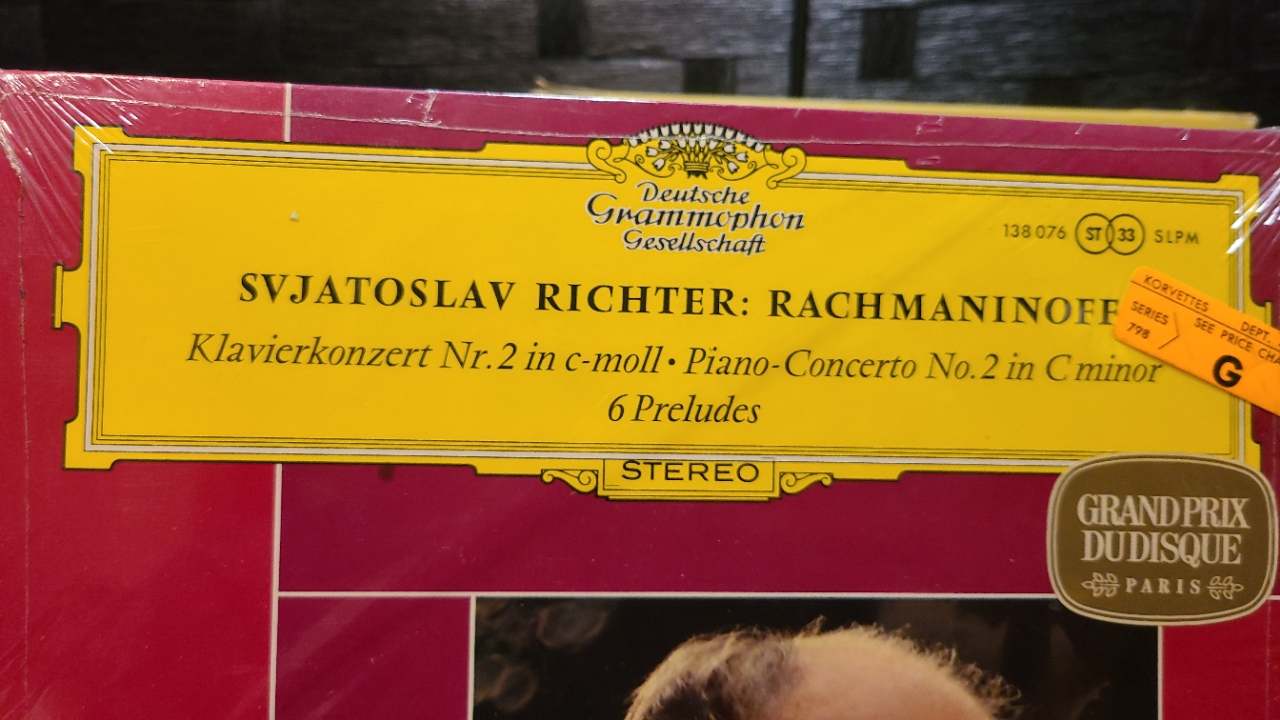 Deutsche
Grammophon
Gesellschaft
138 076 ST 33 SLPM
SVJATOSLAV RICHTER: RACHMANINOFF
Klavierkonzert Nr. 2 in c-moll • Piano-Concerto No. 2 in C minor
6 Preludes
STEREO
KORVETTES DEPT.
SERIES SEE PRICE
798
G
GRAND PRIX
DU DISQUE
PARIS